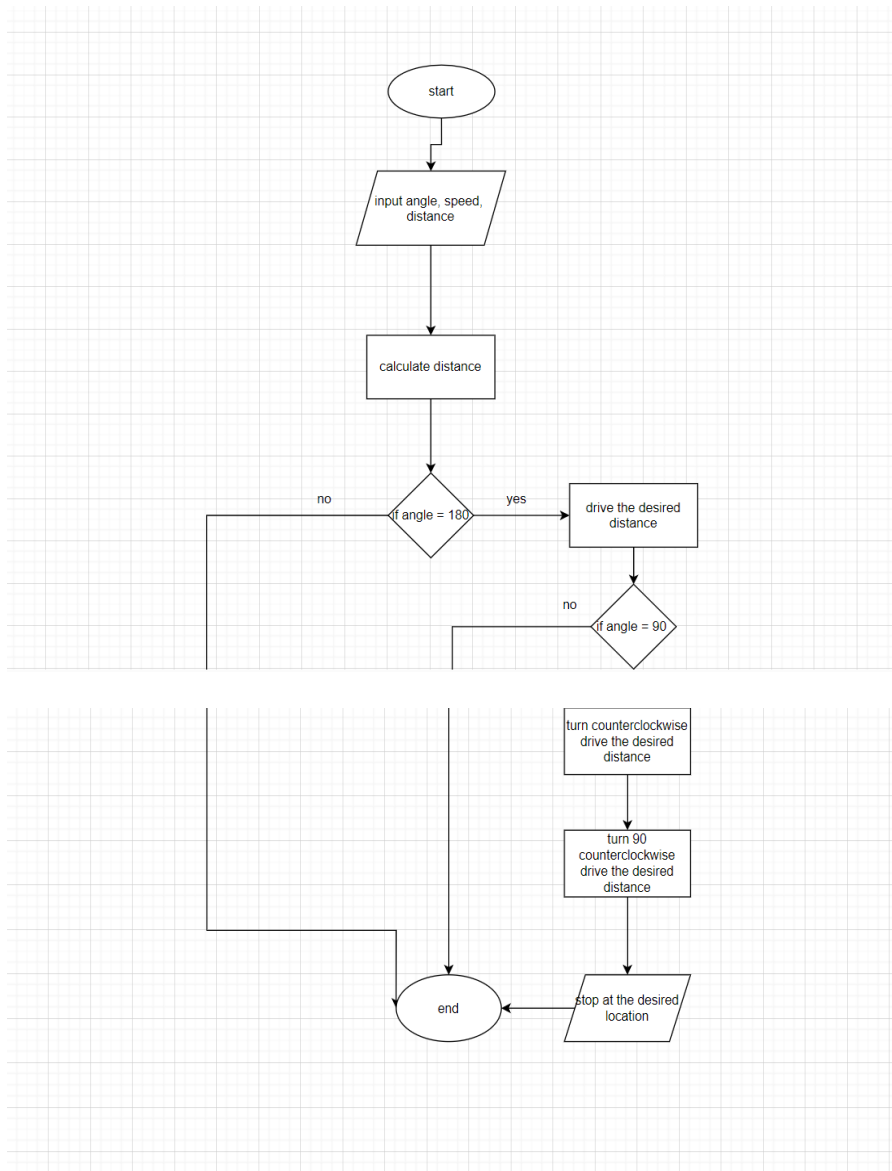 start
input angle, speed,
distance
calculate distance
no
if angle = 180
yes
drive the desired
distance
no
if angle = 90
turn counterclockwise
drive the desired
distance
turn 90
counterclockwise
drive the desired
distance
end
stop at the desired
location